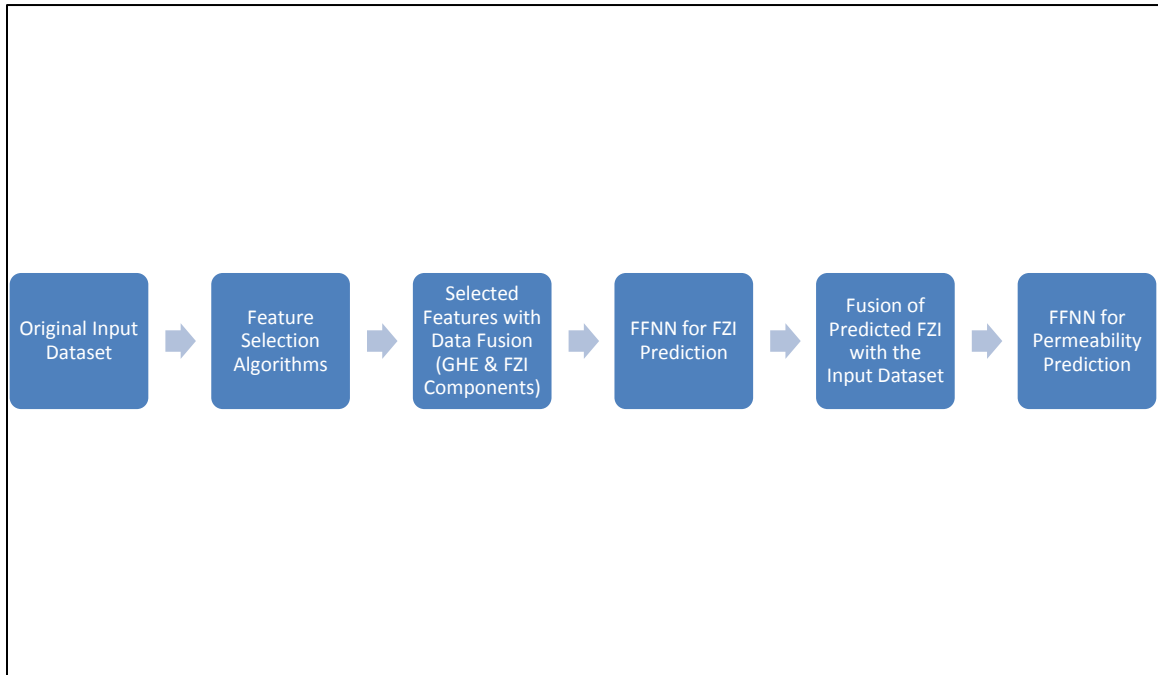 Original Input
Dataset
Feature
Selection
Algorithms
Selected
Features with
Data Fusion
(GHE & FZI
Components)
FFNN for FZI
Prediction
Fusion of
Predicted FZI
with the
Input Dataset
FFNN for
Permeability
Prediction